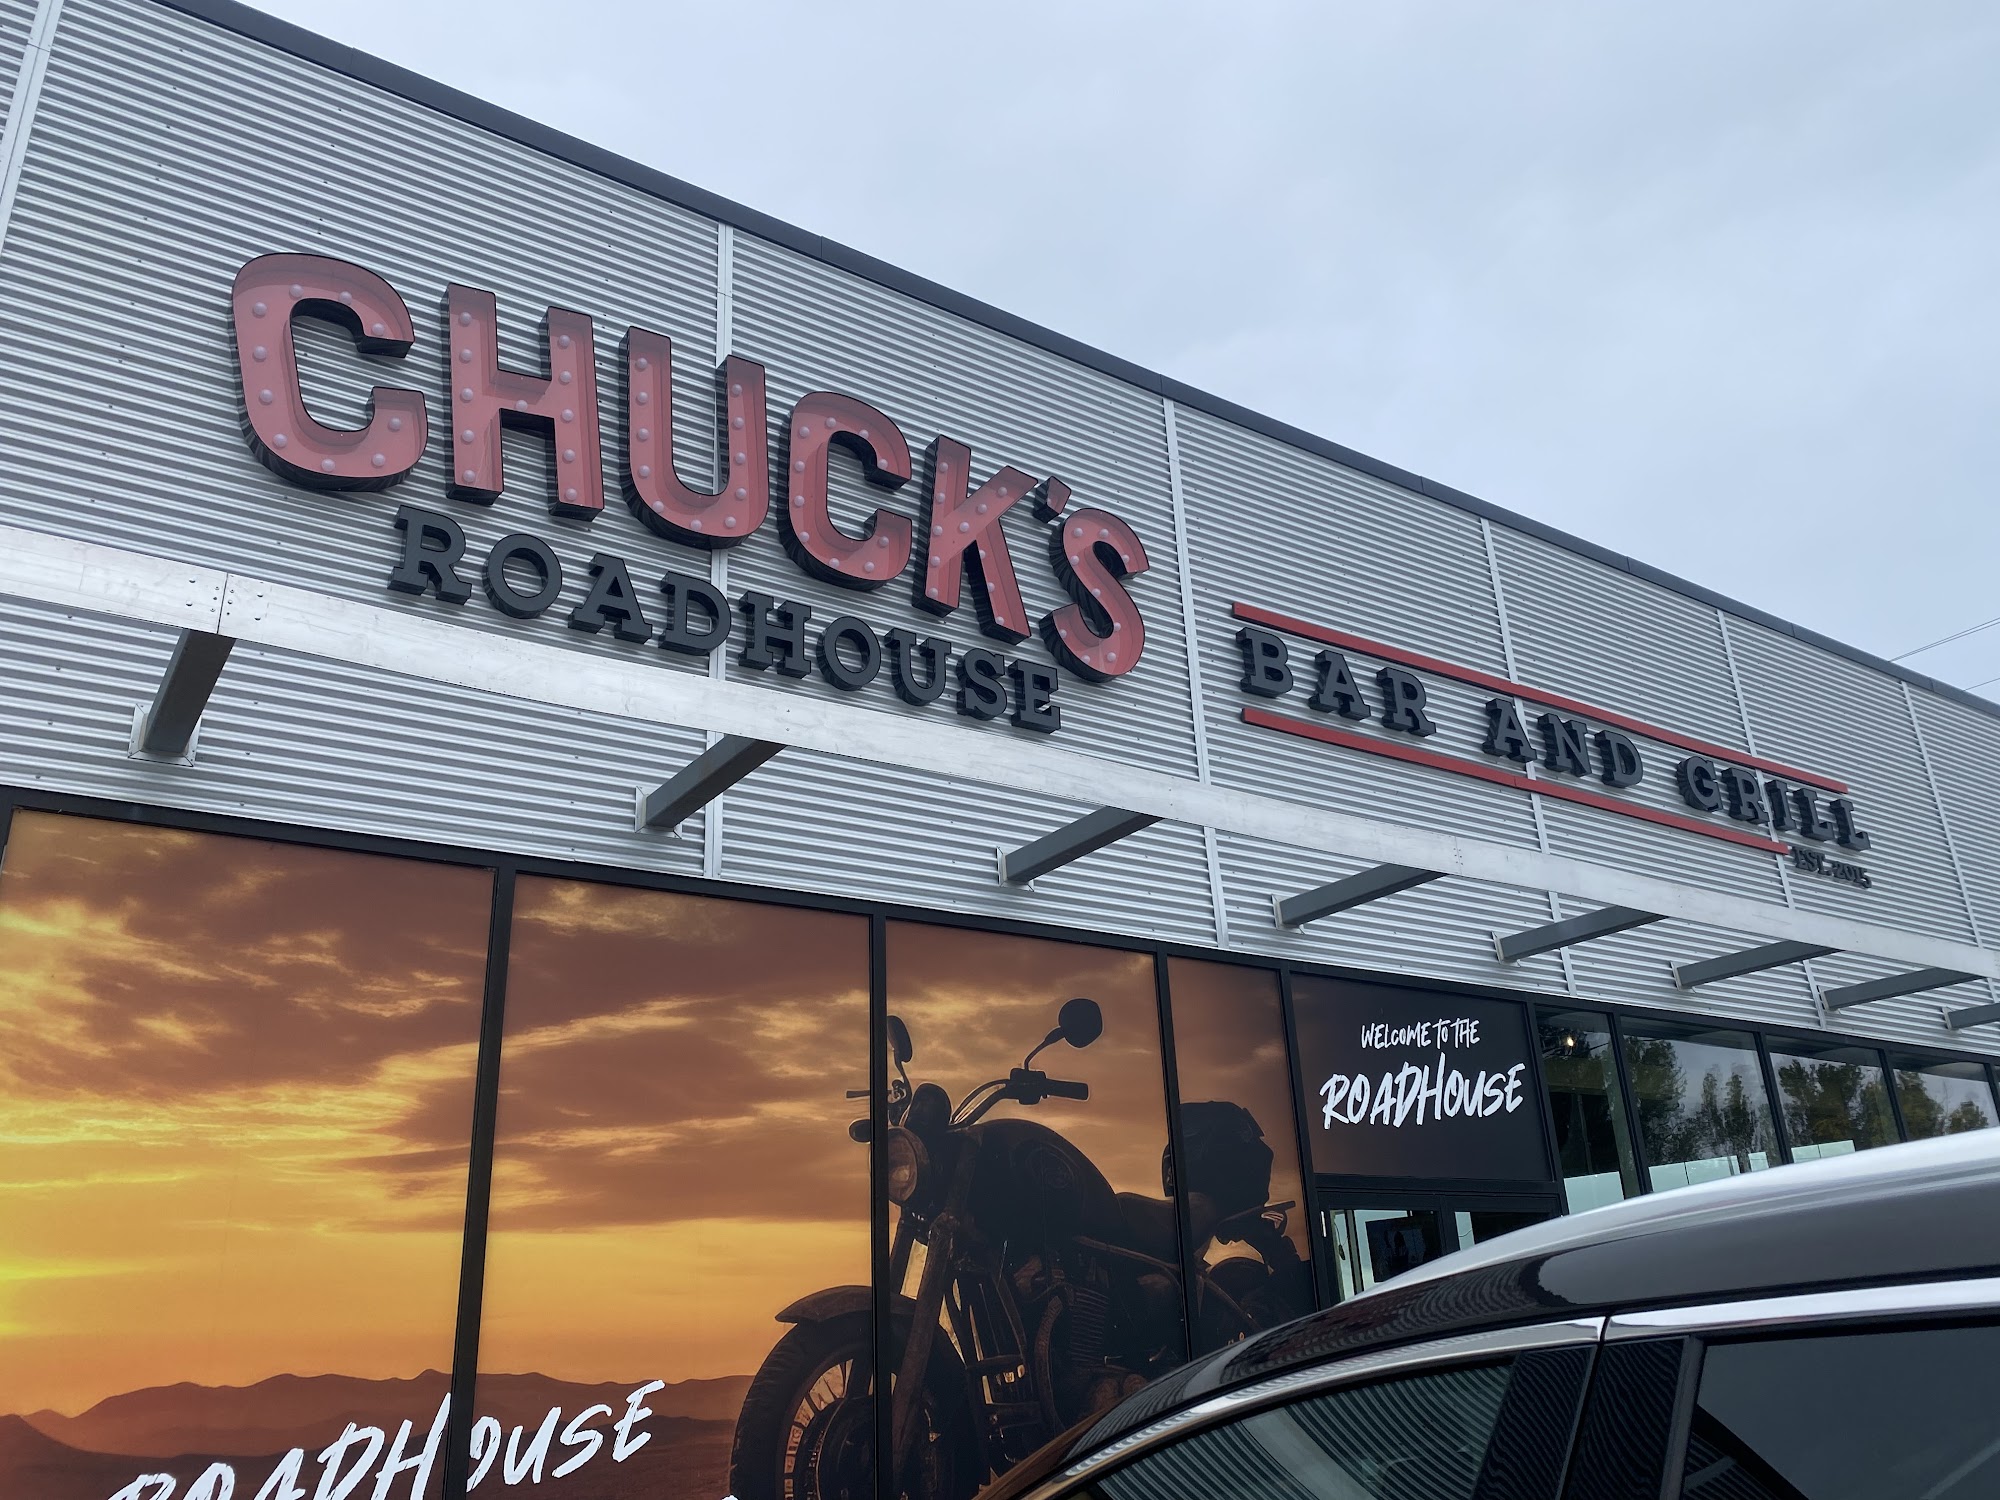 CHUCK'S
ROADHOUSE
BAR AND GRILL
EST. 2015
WELCOME TO THE
ROADHOUSE
ROADHOUSE